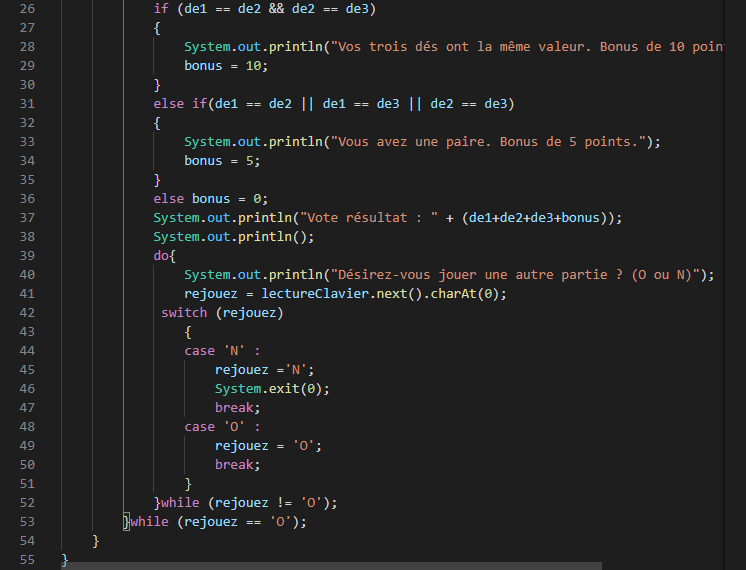 26 if (de1 == de2 && de2 == de3)
27 {
28 System.out.println("Vos trois dés ont la même valeur. Bonus de 10 poin
29 bonus = 10;
30 }
31 else if(de1 == de2 || de1 == de3 || de2 == de3)
32 {
33 System.out.println("Vous avez une paire. Bonus de 5 points.");
34 bonus = 5;
35 }
36 else bonus = 0;
37 System.out.println("Vote résultat : " + (de1+de2+de3+bonus));
38 System.out.println();
39 do{
40 System.out.println("Désirez-vous jouer une autre partie ? (O ou N)");
41 rejouez = lectureClavier.next().charAt(0);
42 switch (rejouez)
43 {
44 case 'N' :
45 rejouez ='N';
46 System.exit(0);
47 break;
48 case 'O' :
49 rejouez = 'O';
50 break;
51 }
52 }while (rejouez != 'O');
53 }while (rejouez == 'O');
54 }
55 }